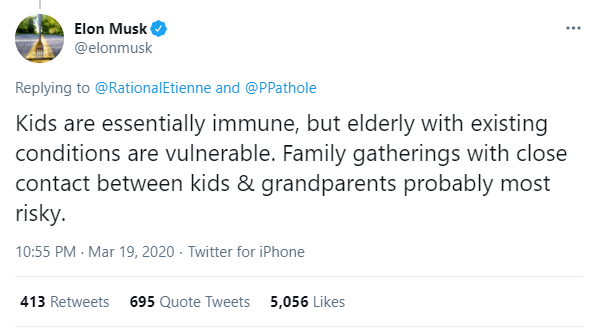 Elon Musk
@elonmusk
Replying to @RationalEtienne and @PPathole
Kids are essentially immune, but elderly with existing
conditions are vulnerable. Family gatherings with close
contact between kids & grandparents probably most
risky.
10:55 PM · Mar 19, 2020 · Twitter for iPhone
413 Retweets 695 Quote Tweets 5,056 Likes